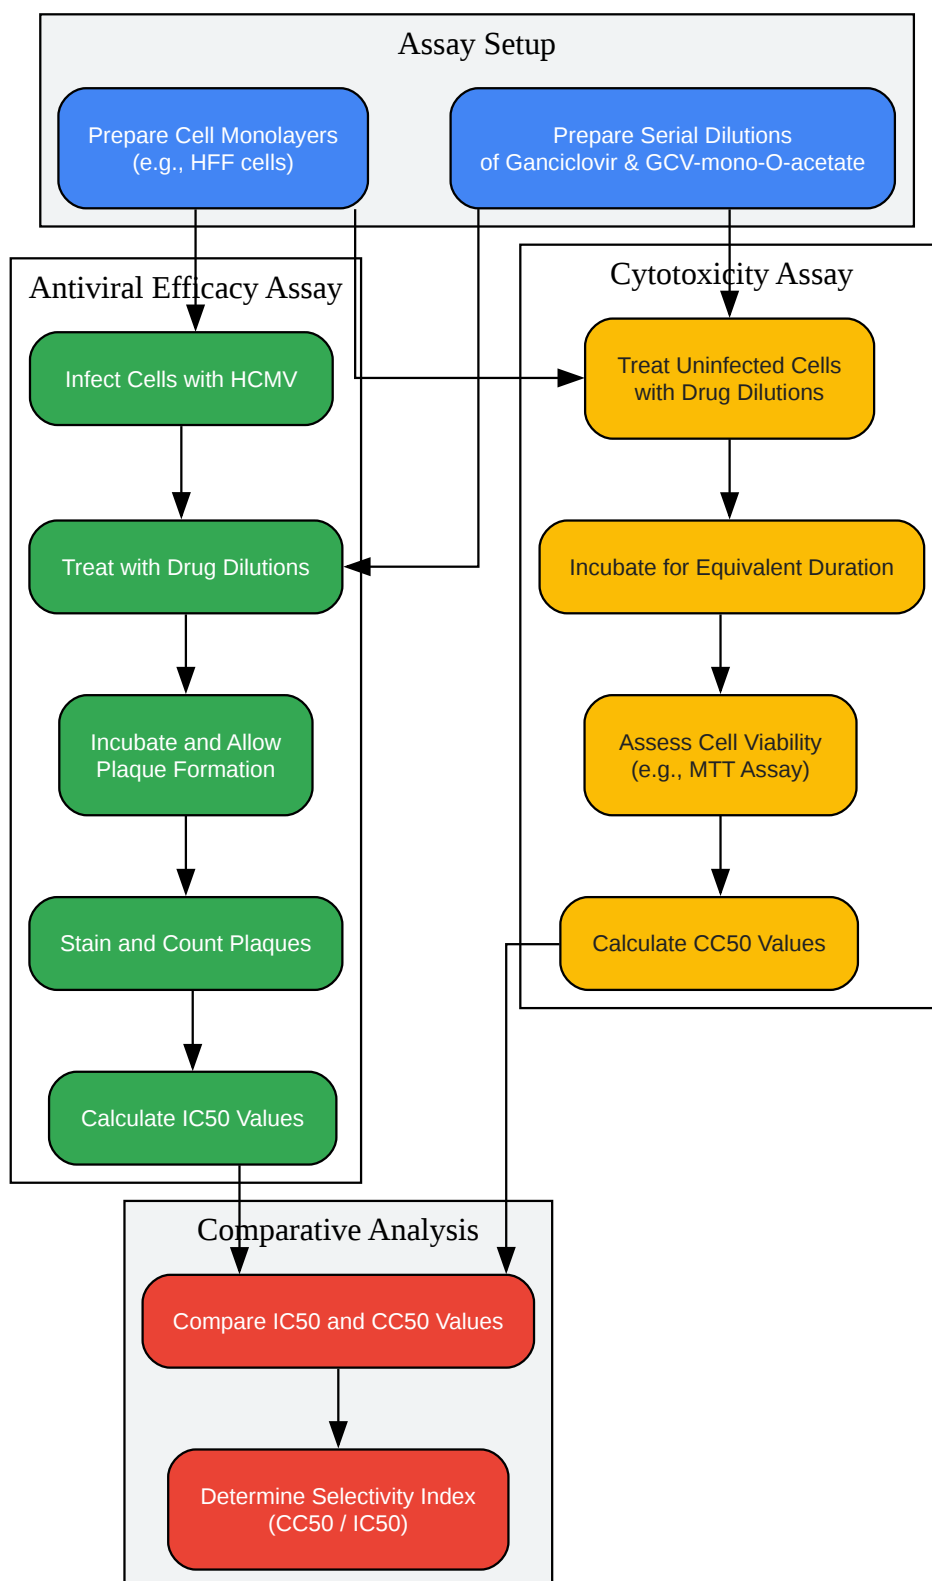 Assay Setup
Prepare Cell Monolayers
(e.g., HFF cells)
Prepare Serial Dilutions
of Ganciclovir & GCV-mono-O-acetate
Antiviral Efficacy Assay
Infect Cells with HCMV
Treat with Drug Dilutions
Incubate and Allow
Plaque Formation
Stain and Count Plaques
Calculate IC50 Values
Cytotoxicity Assay
Treat Uninfected Cells
with Drug Dilutions
Incubate for Equivalent Duration
Assess Cell Viability
(e.g., MTT Assay)
Calculate CC50 Values
Comparative Analysis
Compare IC50 and CC50 Values
Determine Selectivity Index
(CC50 / IC50)